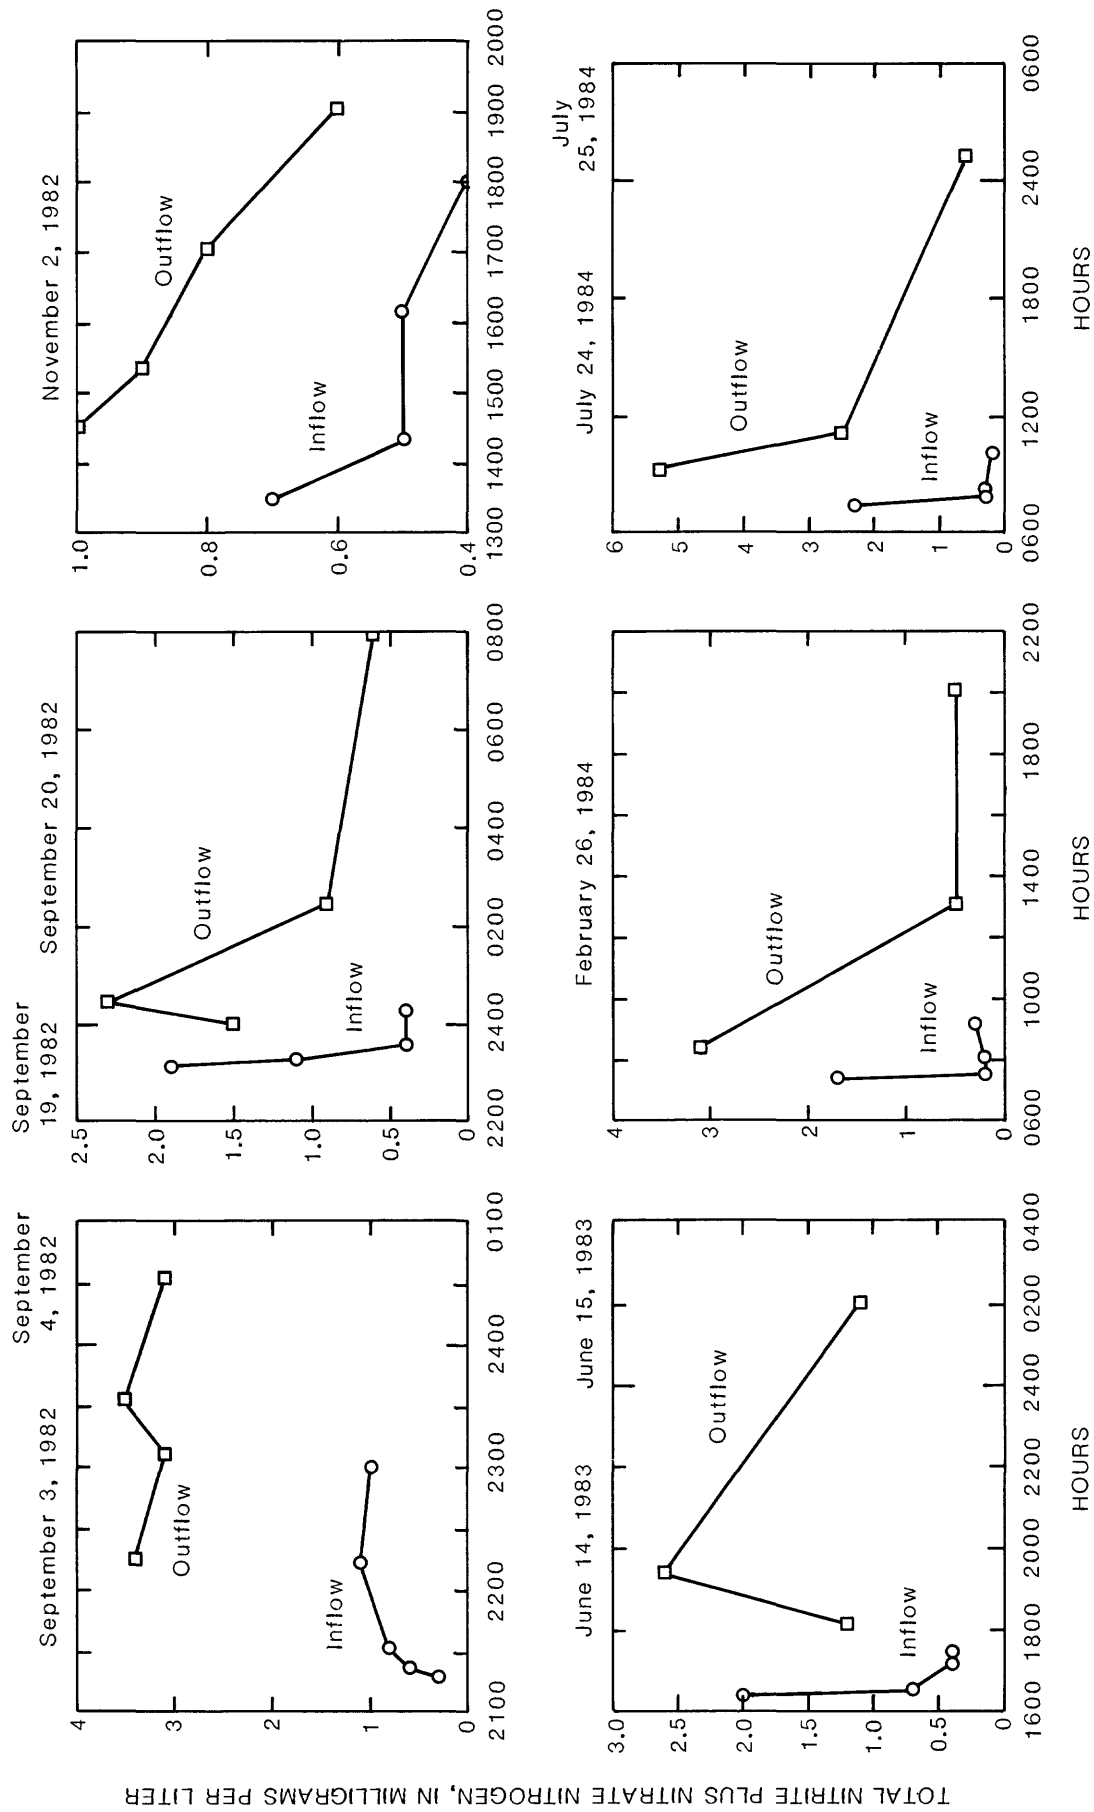 TOTAL NITRITE PLUS NITRATE NITROGEN, IN MILLIGRAMS PER LITER
September 3, 1982
September
4, 1982
4
3
2
1
0
Outflow
Inflow
2100
2200
2300
2400
0100
September
19, 1982
September 20, 1982
2.5
2.0
1.5
1.0
0.5
0
Outflow
Inflow
2200
2400
0200
0400
0600
0800
November 2, 1982
1.0
0.8
0.6
0.4
Outflow
Inflow
1300
1400
1500
1600
1700
1800
1900
2000
June 14, 1983
June 15, 1983
3.0
2.5
2.0
1.5
1.0
0.5
0
Outflow
Inflow
1600
1800
2000
2200
2400
0200
0400
HOURS
February 26, 1984
4
3
2
1
0
Outflow
Inflow
0600
1000
1400
1800
2200
HOURS
July 24, 1984
July
25, 1984
6
5
4
3
2
1
0
Outflow
Inflow
0600
1200
1800
2400
0600
HOURS